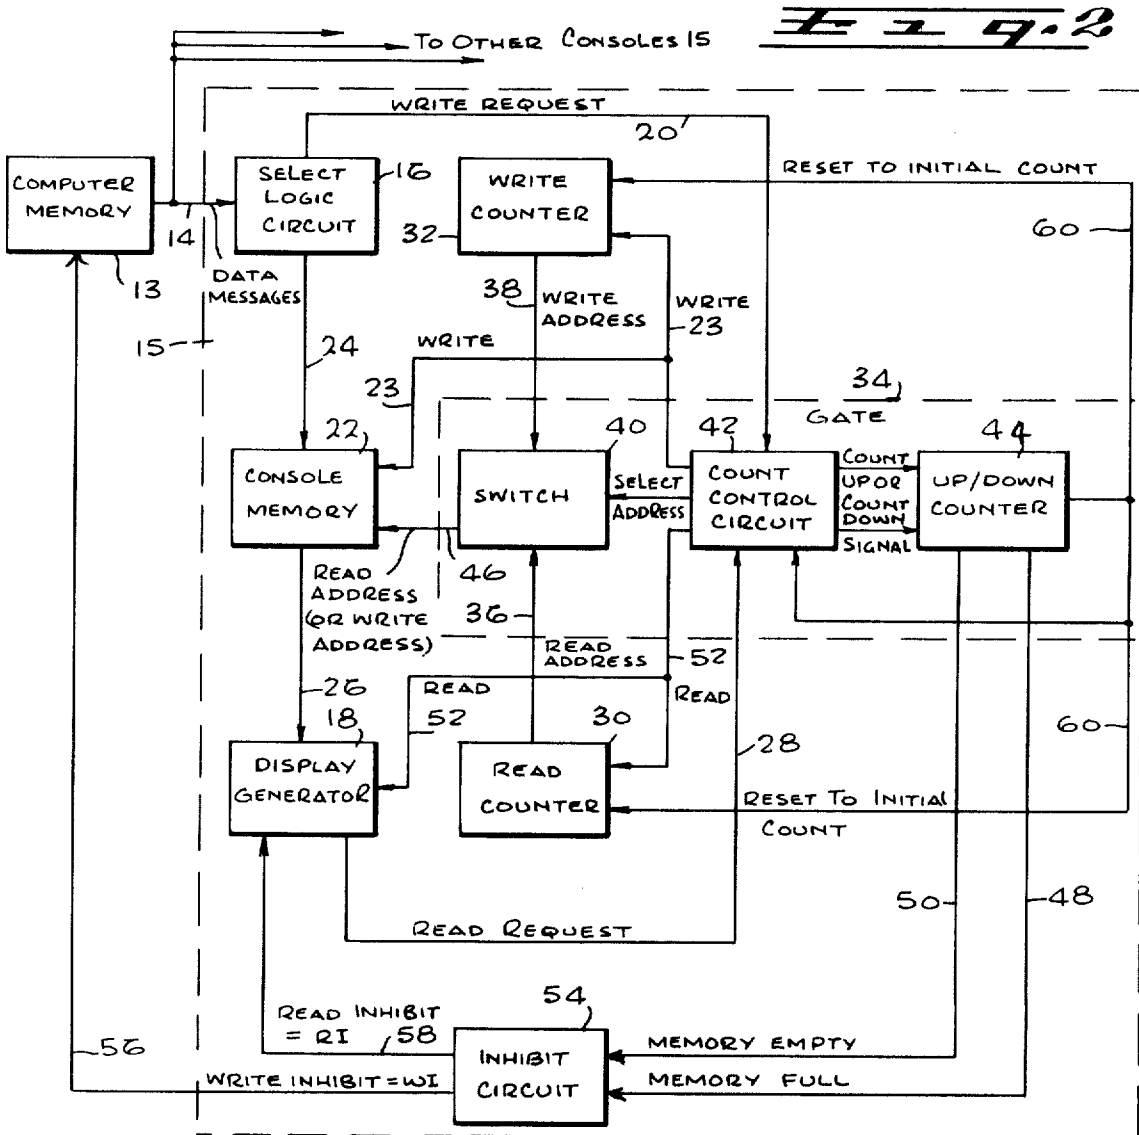 Fig. 2
TO OTHER CONSOLES 15
WRITE REQUEST
20
COMPUTER
MEMORY
13
14
DATA
MESSAGES
15
SELECT
LOGIC
CIRCUIT
16
WRITE
COUNTER
32
RESET TO INITIAL COUNT
60
24
38
WRITE
ADDRESS
WRITE
23
WRITE
23
34
GATE
22
CONSOLE
MEMORY
40
SWITCH
SELECT
ADDRESS
42
COUNT
CONTROL
CIRCUIT
COUNT
UP OR
COUNT
DOWN
SIGNAL
44
UP/DOWN
COUNTER
READ
ADDRESS
(OR WRITE
ADDRESS)
46
36
READ
ADDRESS
52
READ
READ
52
26
18
DISPLAY
GENERATOR
30
READ
COUNTER
28
60
RESET TO INITIAL
COUNT
50
48
READ REQUEST
READ INHIBIT
= RI
58
54
INHIBIT
CIRCUIT
MEMORY EMPTY
MEMORY FULL
56
WRITE INHIBIT = WI